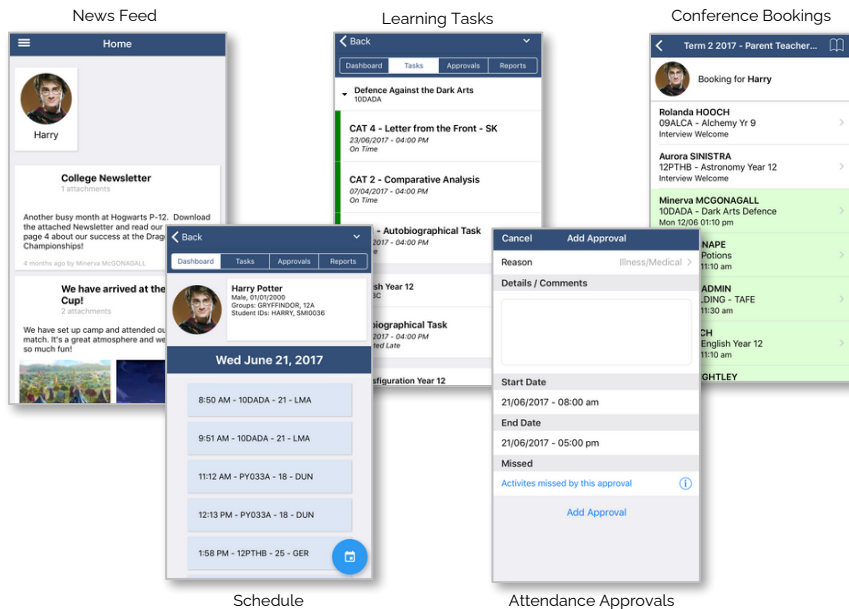 News Feed
Learning Tasks
Conference Bookings
Home
Harry
College Newsletter
1 attachments
Another busy month at Hogwarts P-12. Download
the attached Newsletter and read our
page 4 about our success at the Drag
Championships!
4 months ago by Minerva McGONAGALL
We have arrived at the
Cup!
2 attachments
We have set up camp and attended ou
match. It's a great atmosphere and we
so much fun!
Back
Dashboard Tasks Approvals Reports
Defence Against the Dark Arts
10DADA
CAT 4 - Letter from the Front - SK
23/06/2017 - 04:00 PM
On Time
CAT 2 - Comparative Analysis
07/04/2017 - 04:00 PM
On Time
- Autobiographical Task
2017 - 04:00 PM
sh Year 12
BC
biographical Task
2017 - 04:00 PM
ted Late
sfiguration Year 12
Term 2 2017 - Parent Teacher...
Booking for Harry
Rolanda HOOCH
09ALCA - Alchemy Yr 9
Interview Welcome
Aurora SINISTRA
12PTHB - Astronomy Year 12
Interview Welcome
Minerva MCGONAGALL
10DADA - Dark Arts Defence
Mon 12/06 01:10 pm
NAPE
Potions
11:10 am
ADMIN
LDING - TAFE
11:30 am
CH
English Year 12
11:10 am
GHTLEY
Back
Dashboard Tasks Approvals Reports
Harry Potter
Male, 01/01/2000
Groups: GRYFFINDOR, 12A
Student IDs: HARRY, SMI0036
Wed June 21, 2017
8:50 AM - 10DADA - 21 - LMA
9:51 AM - 10DADA - 21 - LMA
11:12 AM - PY033A - 18 - DUN
12:13 PM - PY033A - 18 - DUN
1:58 PM - 12PTHB - 25 - GER
Cancel Add Approval
Reason Illness/Medical
Details / Comments
Start Date
21/06/2017 - 08:00 am
End Date
21/06/2017 - 05:00 pm
Missed
Activites missed by this approval
Add Approval
Schedule
Attendance Approvals